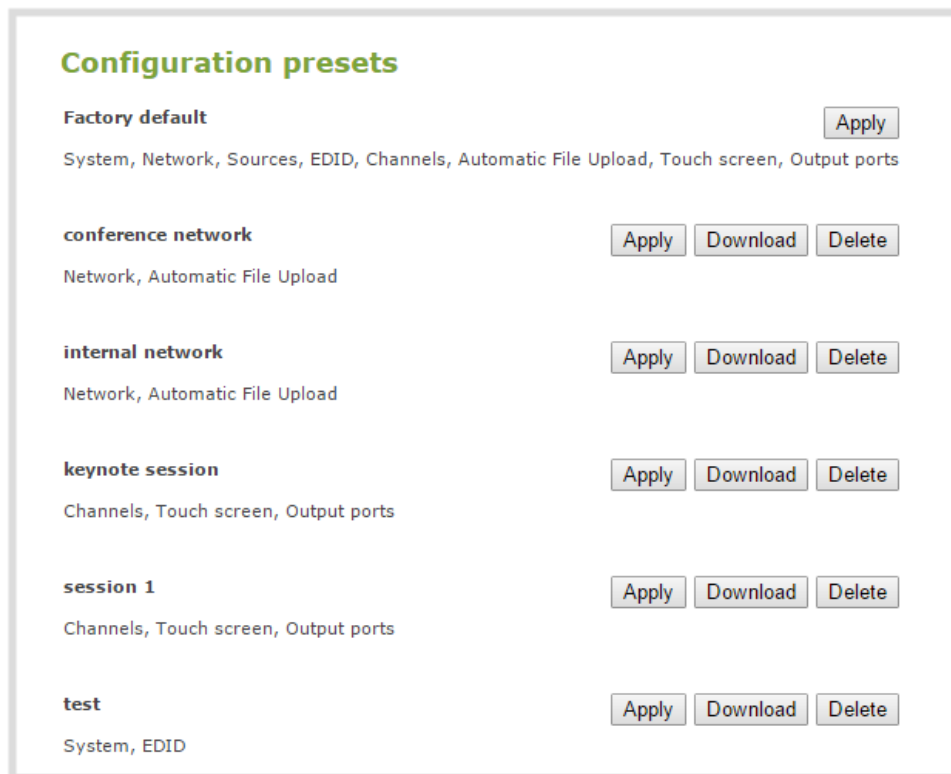 Configuration presets
Factory default Apply
System, Network, Sources, EDID, Channels, Automatic File Upload, Touch screen, Output ports
conference network Apply Download Delete
Network, Automatic File Upload
internal network Apply Download Delete
Network, Automatic File Upload
keynote session Apply Download Delete
Channels, Touch screen, Output ports
session 1 Apply Download Delete
Channels, Touch screen, Output ports
test Apply Download Delete
System, EDID